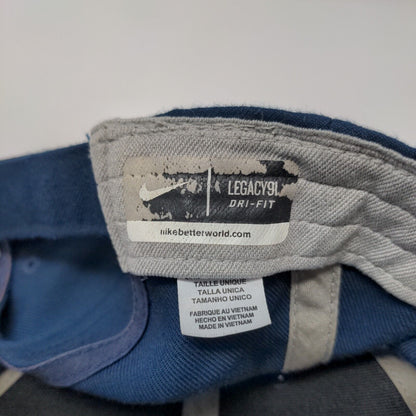 LEGACY91
DRI-FIT
nikebetterworld.com
TAILLE UNIQUE
TALLA UNICA
TAMANHO UNICO
FABRIQUE AU VIETNAM
HECHO EN VIETNAM
MADE IN VIETNAM